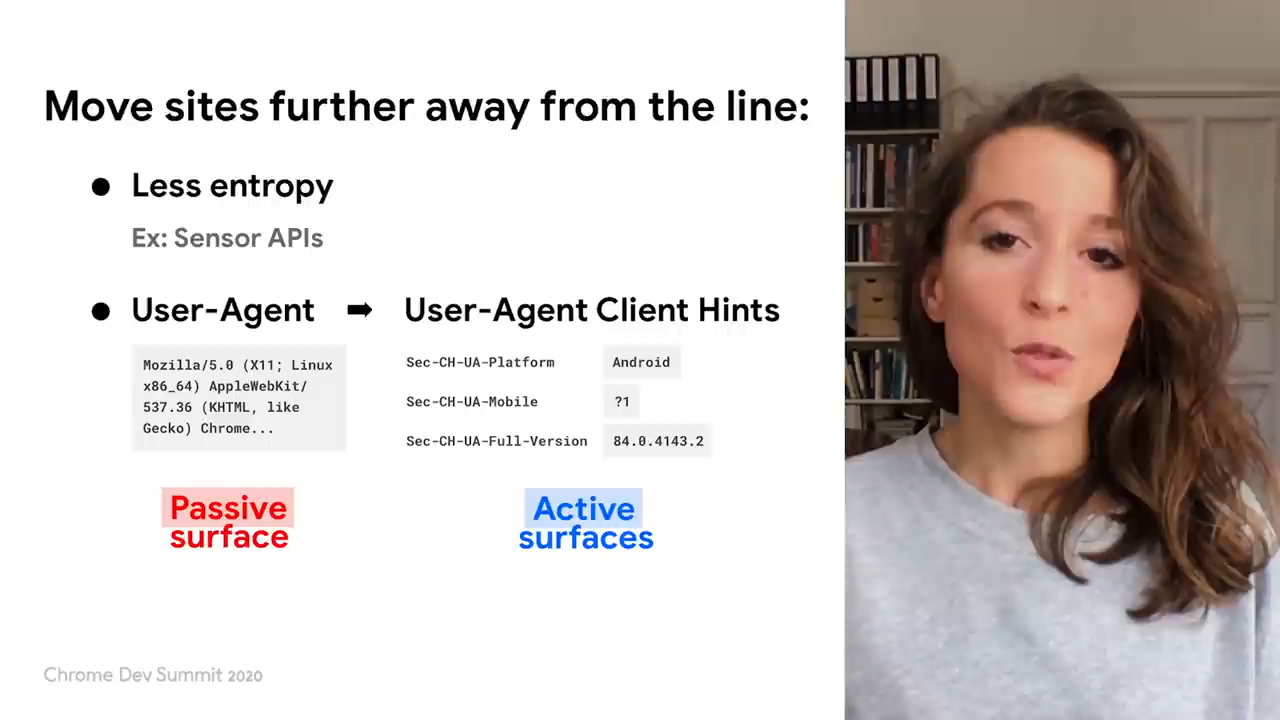 Move sites further away from the line:
● Less entropy
Ex: Sensor APIs
● User-Agent ➡ User-Agent Client Hints
Mozilla/5.0 (X11; Linux
x86_64) AppleWebKit/
537.36 (KHTML, like
Gecko) Chrome...
Sec-CH-UA-Platform Android
Sec-CH-UA-Mobile ?1
Sec-CH-UA-Full-Version 84.0.4143.2
Passive
surface
Active
surfaces
Chrome Dev Summit 2020